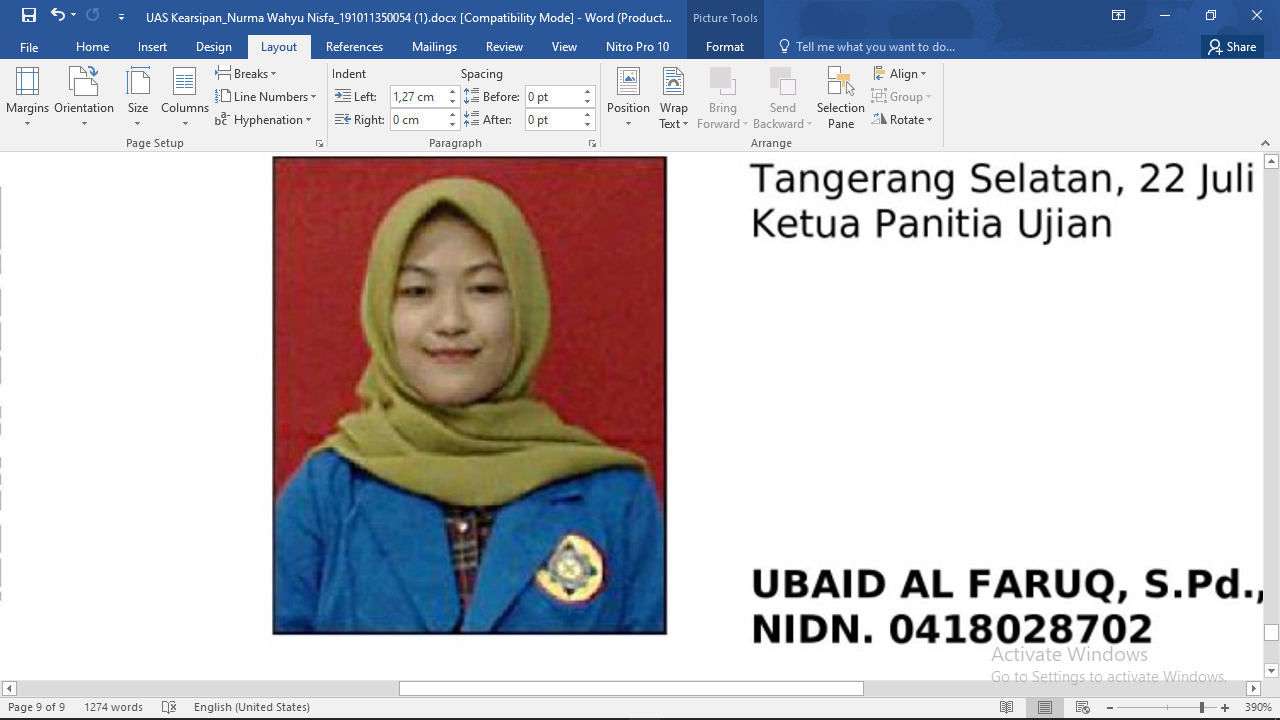 UAS Kearsipan_Nurma Wahyu Nisfa_191011350054 (1).docx [Compatibility Mode] - Word (Product...
Picture Tools
File Home Insert Design Layout References Mailings Review View Nitro Pro 10 Format Tell me what you want to do... Share
Margins
Orientation
Size
Columns
Breaks
Line Numbers
Hyphenation
Page Setup
Indent
Left: 1,27 cm
Right: 0 cm
Spacing
Before: 0 pt
After: 0 pt
Paragraph
Position
Wrap
Text
Bring
Forward
Send
Backward
Selection
Pane
Align
Group
Rotate
Arrange
Tangerang Selatan, 22 Juli
Ketua Panitia Ujian
UBAID AL FARUQ, S.Pd.,
NIDN. 0418028702
Activate Windows
Go to Settings to activate Windows.
Page 9 of 9 1274 words English (United States) 390%